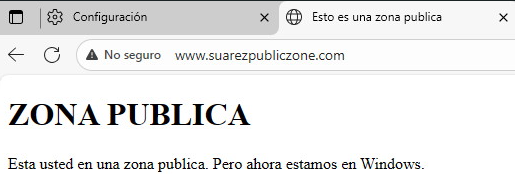 Configuración
Esto es una zona publica
No seguro
www.suarezpubliczone.com
ZONA PUBLICA
Esta usted en una zona publica. Pero ahora estamos en Windows.